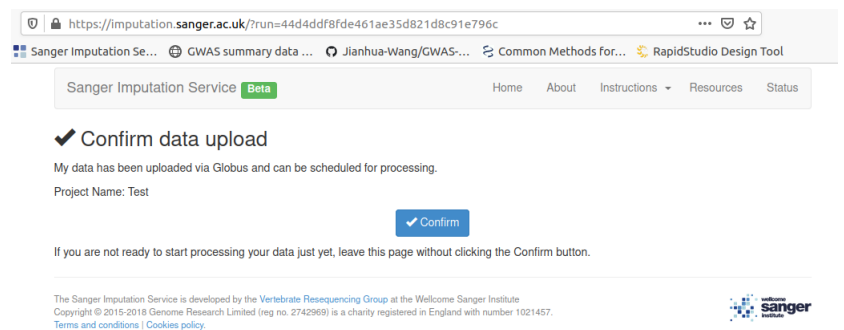 https://imputation.sanger.ac.uk/?run=44d4ddf8fde461ae35d821d8c91e796c
Sanger Imputation Se... GWAS summary data ... Jianhua-Wang/GWAS-... Common Methods for... RapidStudio Design Tool
Sanger Imputation Service Beta Home About Instructions Resources Status
Confirm data upload
My data has been uploaded via Globus and can be scheduled for processing.
Project Name: Test
Confirm
If you are not ready to start processing your data just yet, leave this page without clicking the Confirm button.
The Sanger Imputation Service is developed by the Vertebrate Resequencing Group at the Wellcome Sanger Institute
Copyright © 2015-2018 Genome Research Limited (reg no. 2742969) is a charity registered in England with number 1021457.
Terms and conditions | Cookies policy.
wellcome
sanger
institute